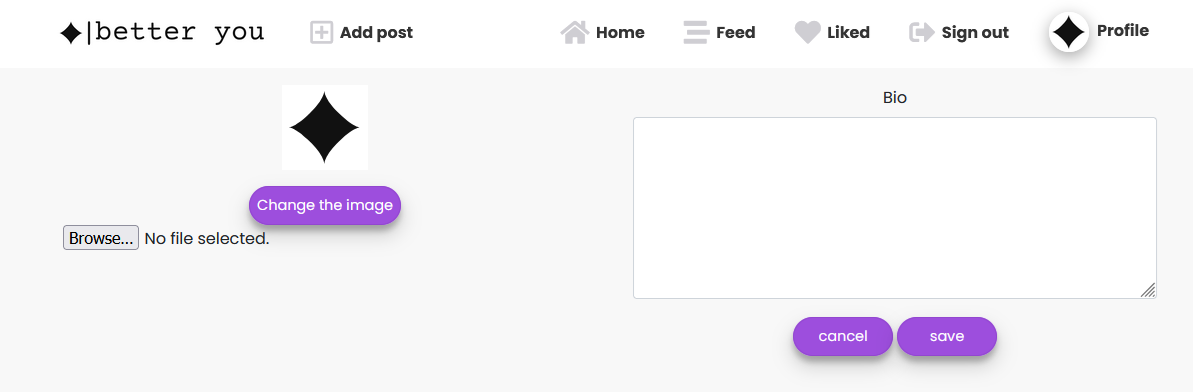 |better you
Add post
Home
Feed
Liked
Sign out
Profile
Change the image
Browse... No file selected.
Bio
cancel
save